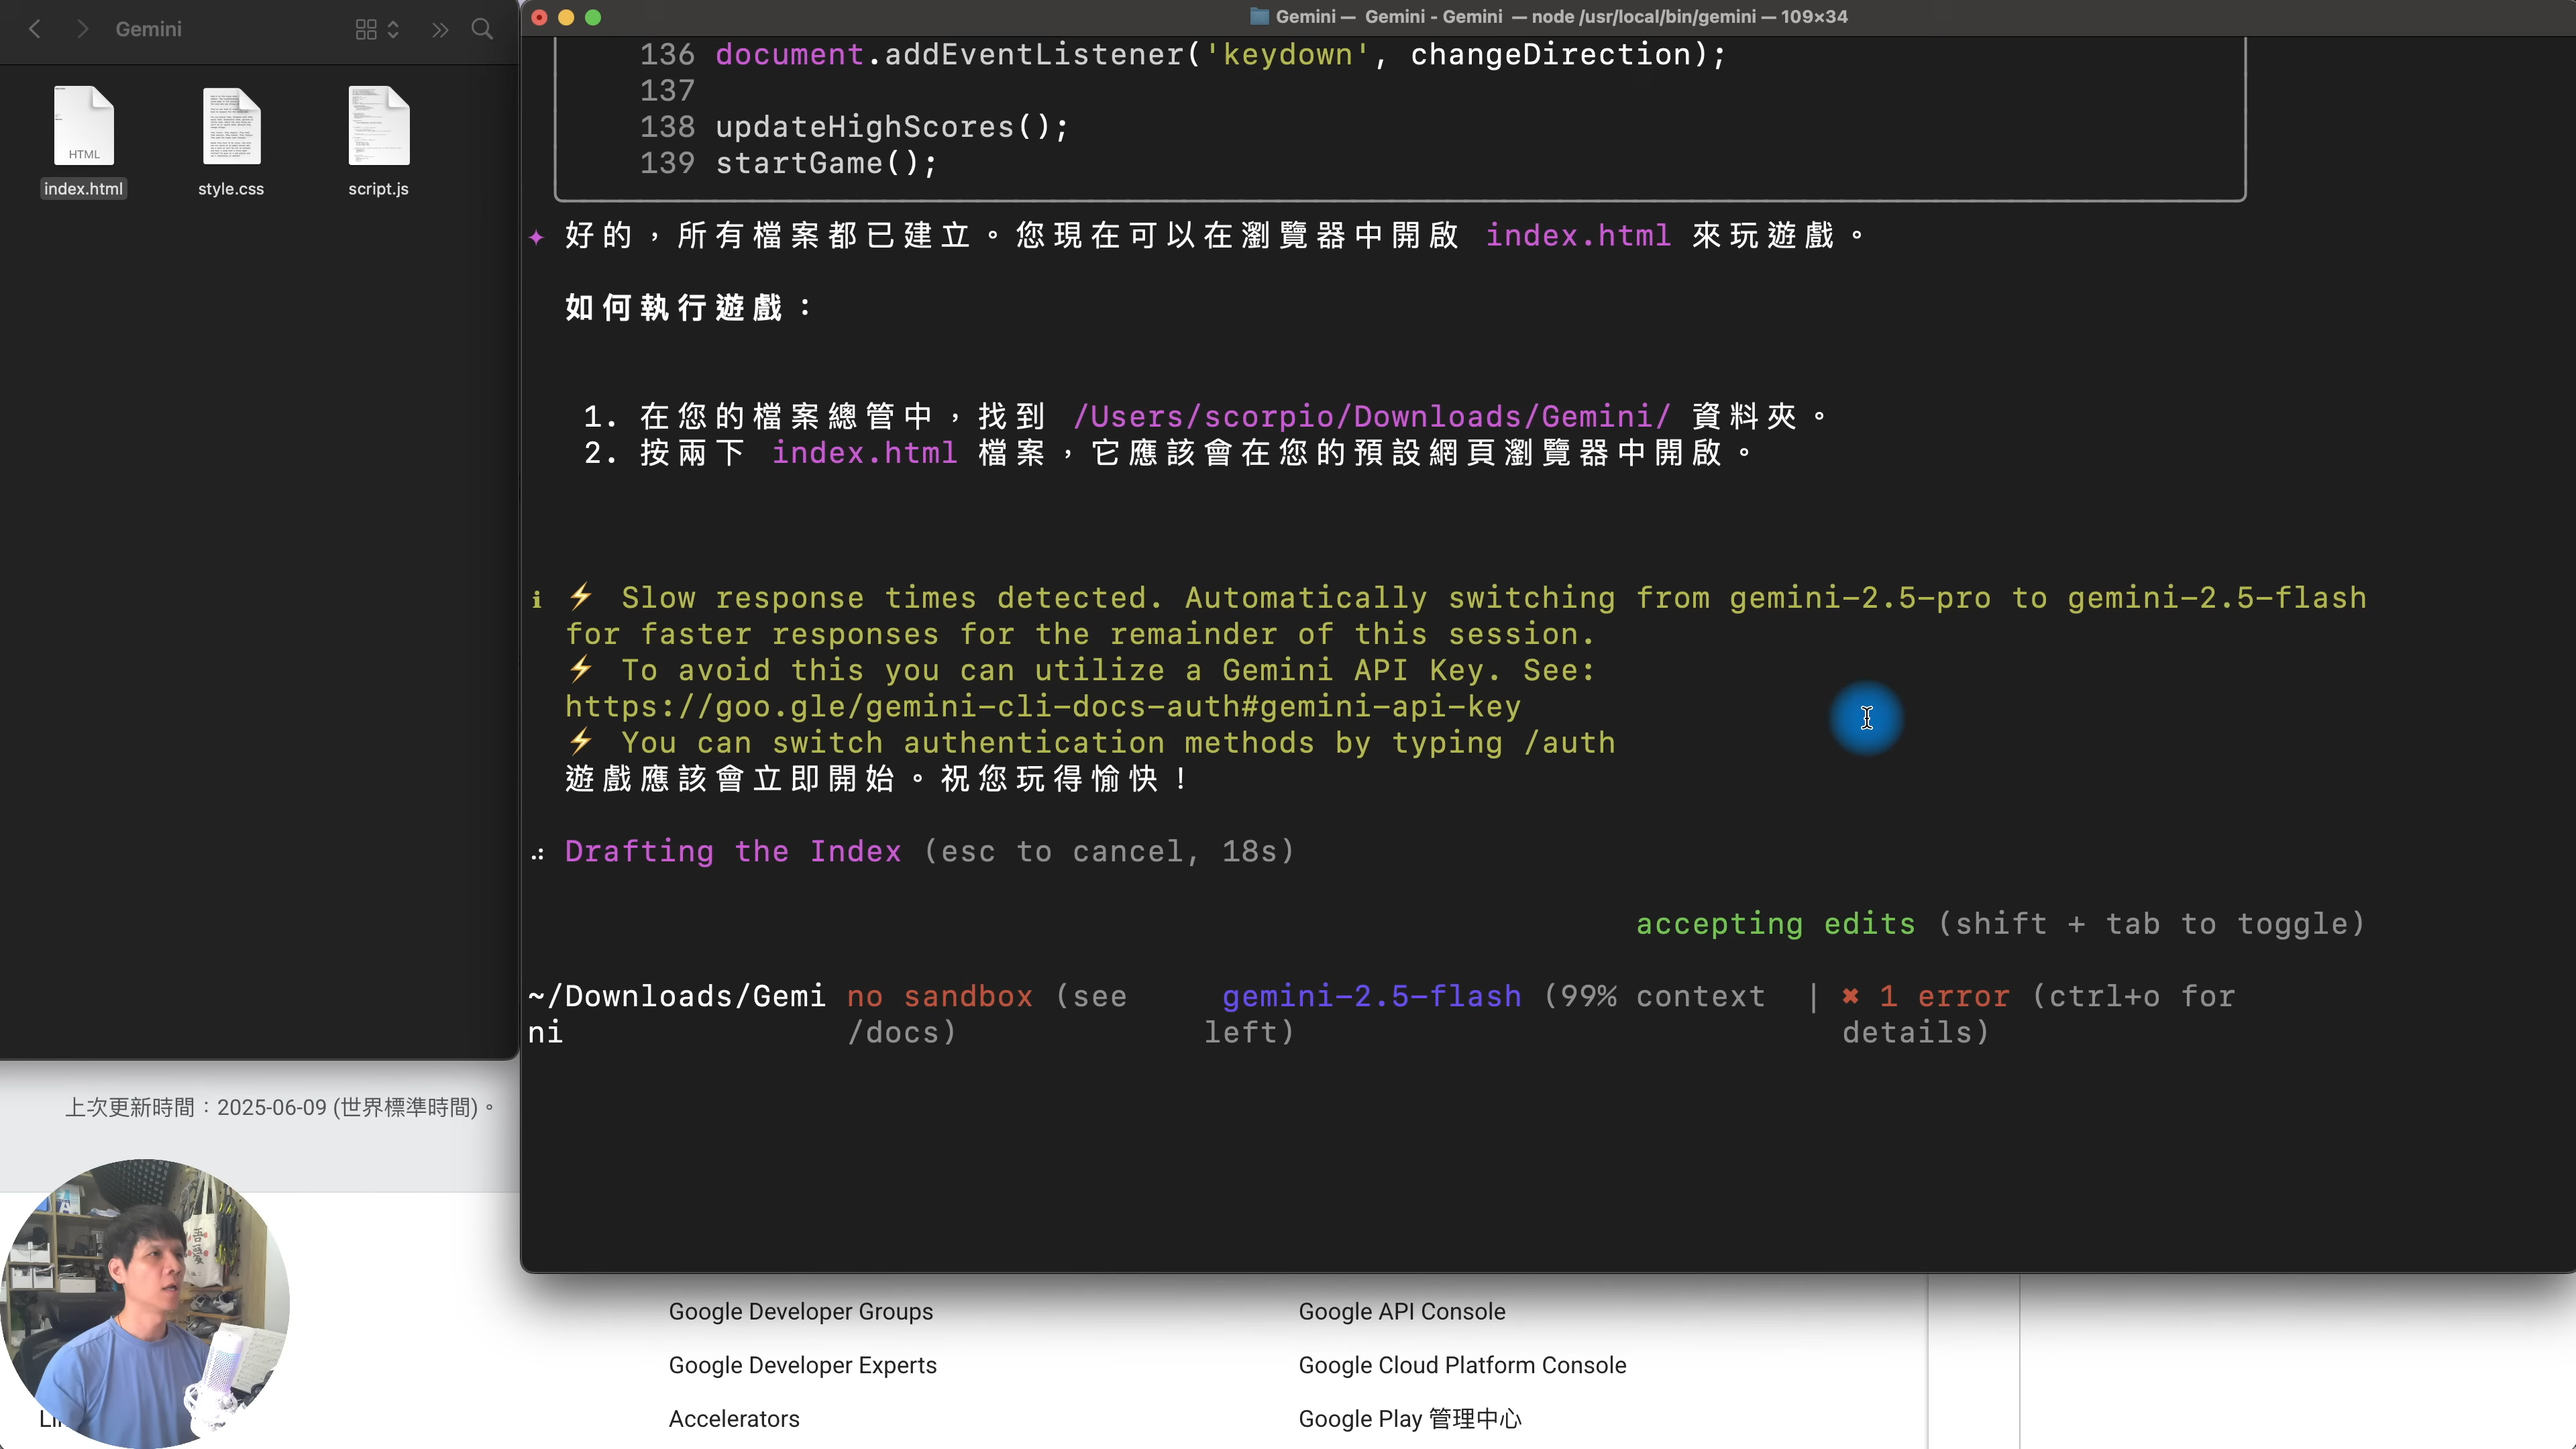 Gemini
HTML
index.html
style.css
script.js
Gemini — Gemini - Gemini — node /usr/local/bin/gemini — 109×34
136 document.addEventListener('keydown', changeDirection);
137
138 updateHighScores();
139 startGame();
✦ 好的，所有檔案都已建立。您現在可以在瀏覽器中開啟 index.html 來玩遊戲。
如何執行遊戲：
1. 在您的檔案總管中，找到 /Users/scorpio/Downloads/Gemini/ 資料夾。
2. 按兩下 index.html 檔案，它應該會在您的預設網頁瀏覽器中開啟。
ℹ ⚡ Slow response times detected. Automatically switching from gemini-2.5-pro to gemini-2.5-flash
for faster responses for the remainder of this session.
⚡ To avoid this you can utilize a Gemini API Key. See:
https://goo.gle/gemini-cli-docs-auth#gemini-api-key
⚡ You can switch authentication methods by typing /auth
遊戲應該會立即開始。祝您玩得愉快！
Drafting the Index (esc to cancel, 18s)
accepting edits (shift + tab to toggle)
~/Downloads/Gemi no sandbox (see gemini-2.5-flash (99% context | ✖ 1 error (ctrl+o for
ni /docs) left) details)
上次更新時間：2025-06-09 (世界標準時間)。
Google Developer Groups
Google API Console
Google Developer Experts
Google Cloud Platform Console
Accelerators
Google Play 管理中心